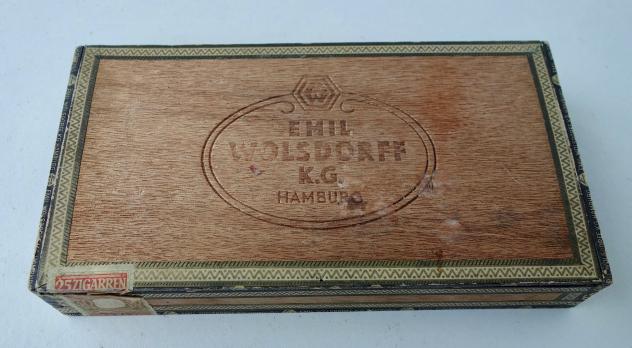 W
EMIL
WOLSDORFF
K.G.
HAMBURG
25 ZIGARREN